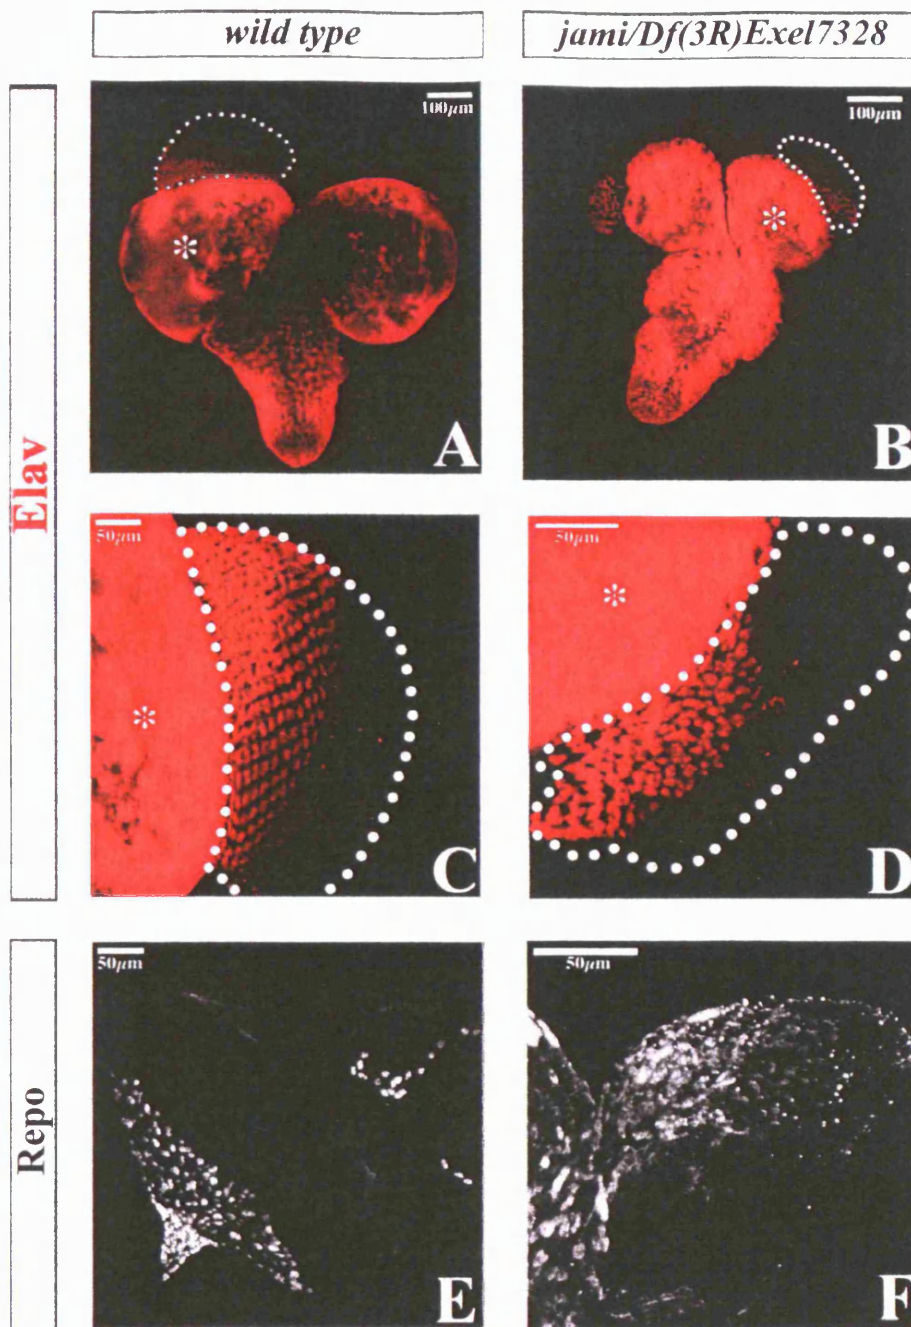 wild type
jami/Df(3R)Exel7328
Elav
100µm
*
A
100µm
*
B
50µm
*
C
50µm
*
D
Repo
50µm
E
50µm
F